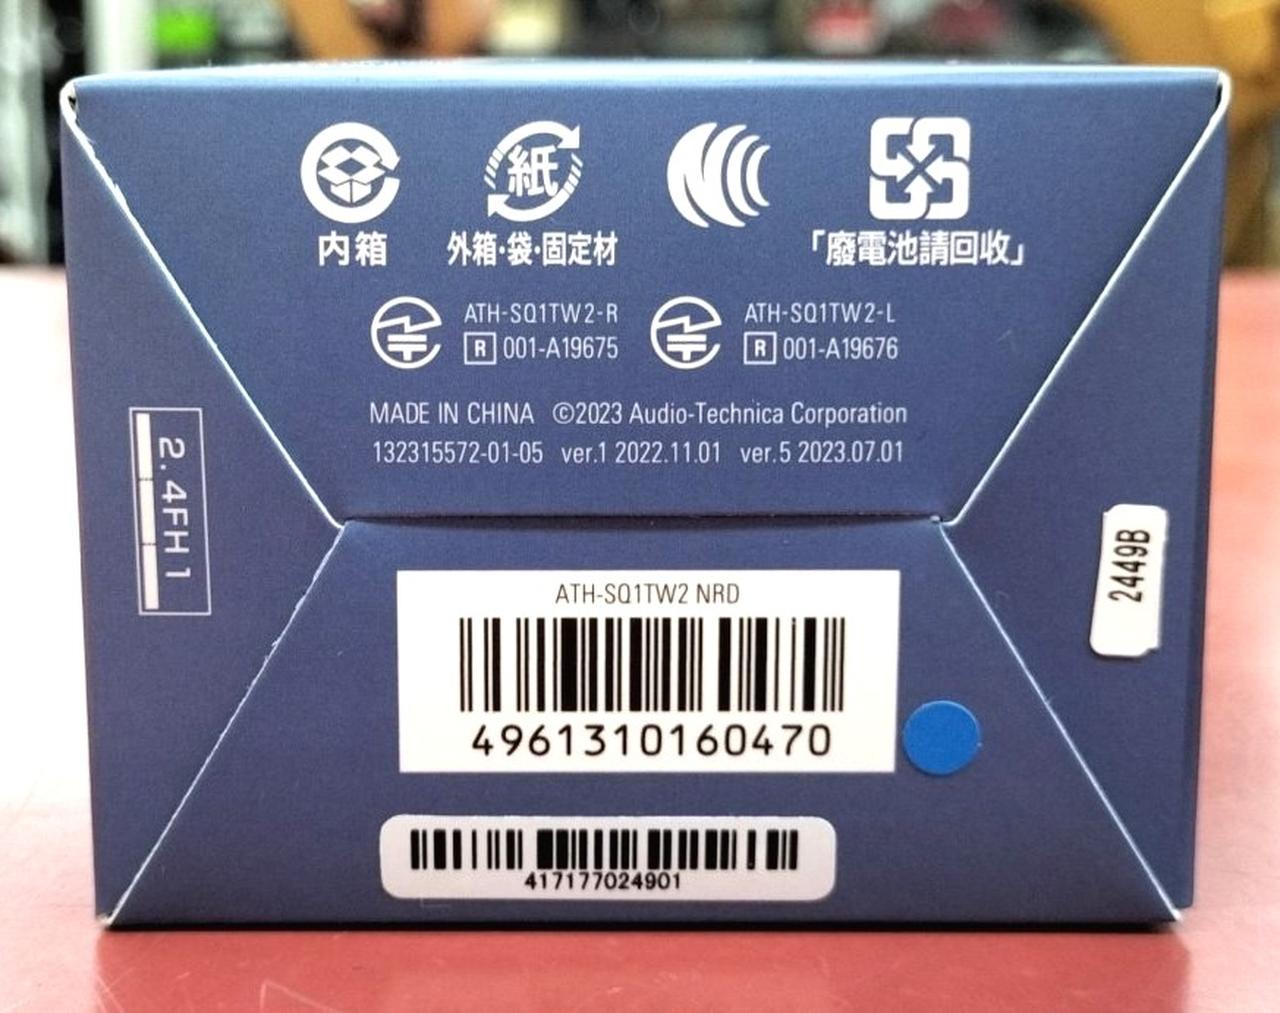 紙
内箱
外箱・袋・固定材
「廢電池請回收」
ATH-SQ1TW2-R
R 001-A19675
ATH-SQ1TW2-L
R 001-A19676
MADE IN CHINA ©2023 Audio-Technica Corporation
132315572-01-05 ver.1 2022.11.01 ver.5 2023.07.01
2.4FH1
2449B
ATH-SQ1TW2 NRD
4961310160470
417177024901